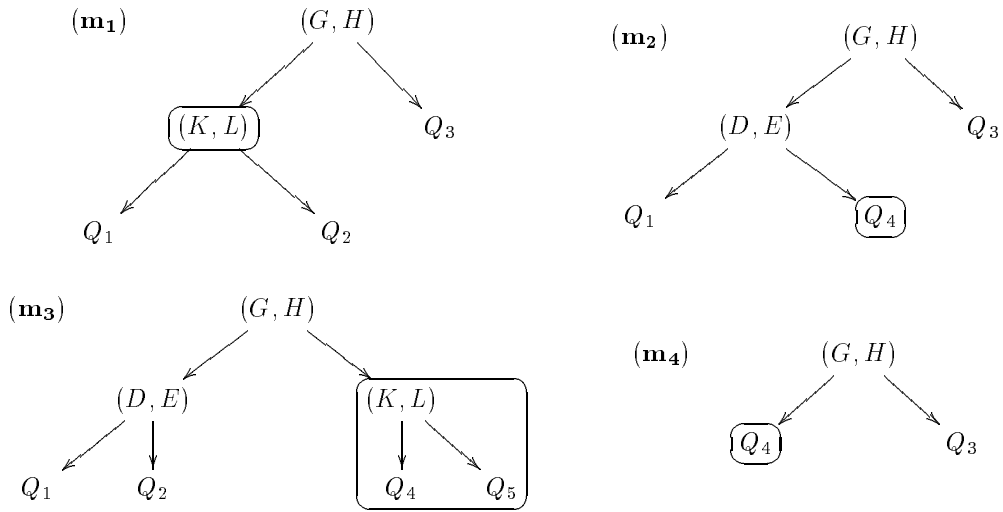 (m₁) (G, H)
(K, L) Q₃
Q₁ Q₂
(m₂) (G, H)
(D, E) Q₃
Q₁ Q₄
(m₃) (G, H)
(D, E) (K, L)
Q₁ Q₂ Q₄ Q₅
(m₄) (G, H)
Q₄ Q₃